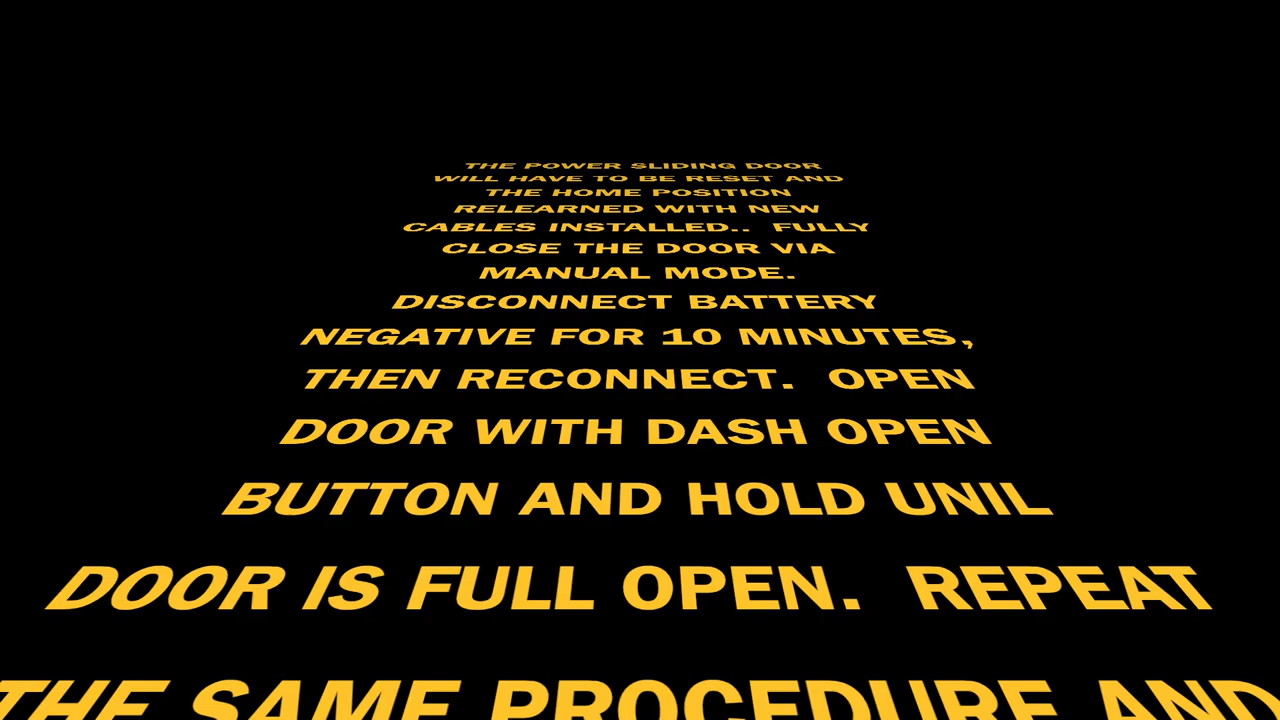 THE POWER SLIDING DOOR
WILL HAVE TO BE RESET AND
THE HOME POSITION
RELEARNED WITH NEW
CABLES INSTALLED..  FULLY
CLOSE THE DOOR VIA
MANUAL MODE.
DISCONNECT BATTERY
NEGATIVE FOR 10 MINUTES,
THEN RECONNECT.  OPEN
DOOR WITH DASH OPEN
BUTTON AND HOLD UNIL
DOOR IS FULL OPEN.  REPEAT
THE SAME PROCEDURE AND